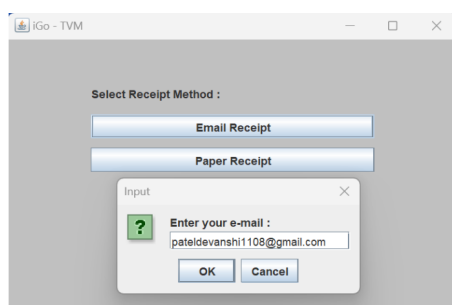 iGo - TVM
Select Receipt Method :
Email Receipt
Paper Receipt
Input
?
Enter your e-mail :
pateldevanshi1108@gmail.com
OK Cancel